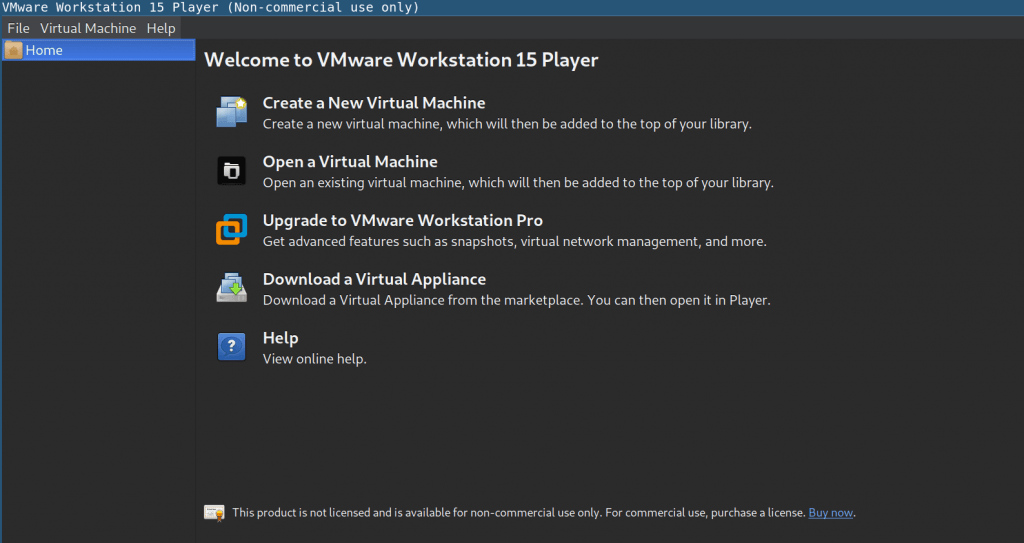 VMware Workstation 15 Player (Non-commercial use only)
File Virtual Machine Help
Home
Welcome to VMware Workstation 15 Player
Create a New Virtual Machine
Create a new virtual machine, which will then be added to the top of your library.
Open a Virtual Machine
Open an existing virtual machine, which will then be added to the top of your library.
Upgrade to VMware Workstation Pro
Get advanced features such as snapshots, virtual network management, and more.
Download a Virtual Appliance
Download a Virtual Appliance from the marketplace. You can then open it in Player.
Help
View online help.
This product is not licensed and is available for non-commercial use only. For commercial use, purchase a license. Buy now.